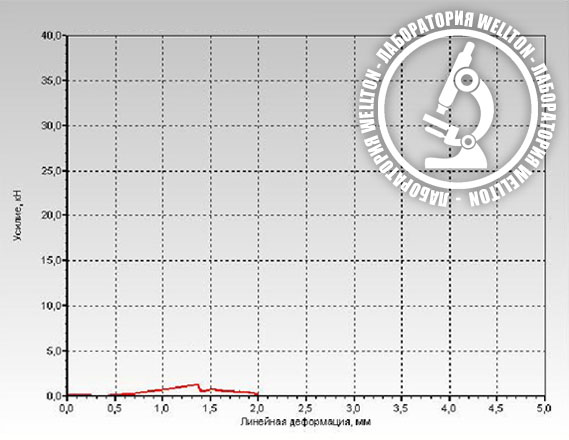 ЛАБОРАТОРИЯ WELLTON - ЛАБОРАТОРИЯ WELLTON - ЛАБОРАТОРИЯ WELLTON -
40,0
35,0
30,0
25,0
20,0
15,0
10,0
5,0
0,0
Усилие, кН
0,0 0,5 1,0 1,5 2,0 2,5 3,0 3,5 4,0 4,5 5,0
Линейная деформация, мм